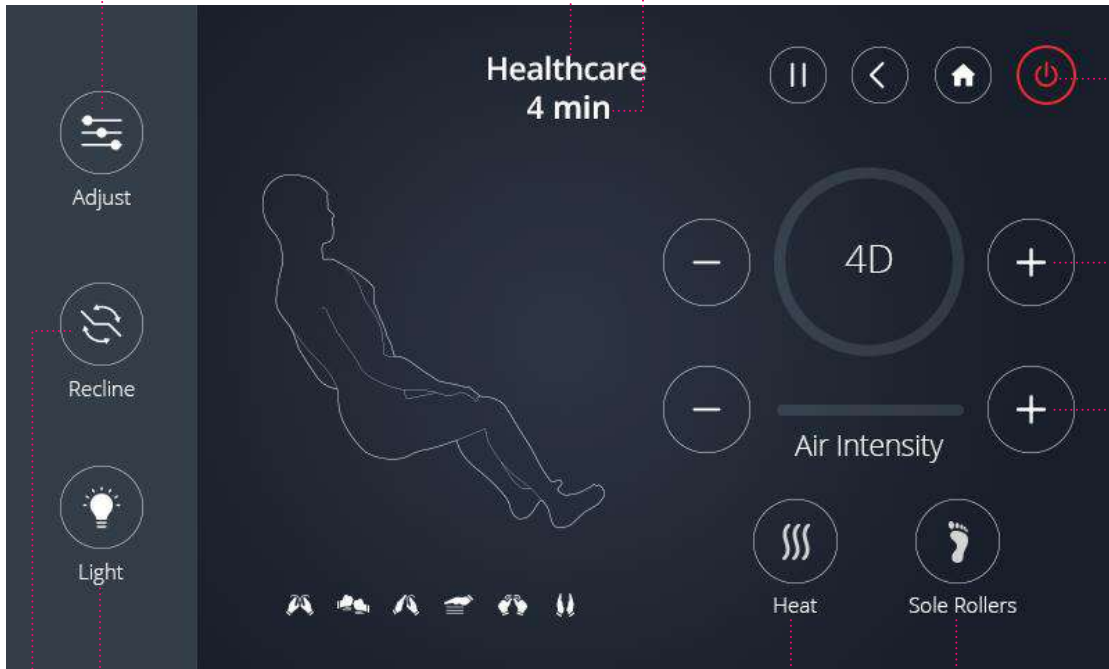 Healthcare
4 min
Adjust
4D
Recline
Air Intensity
Light
Heat
Sole Rollers